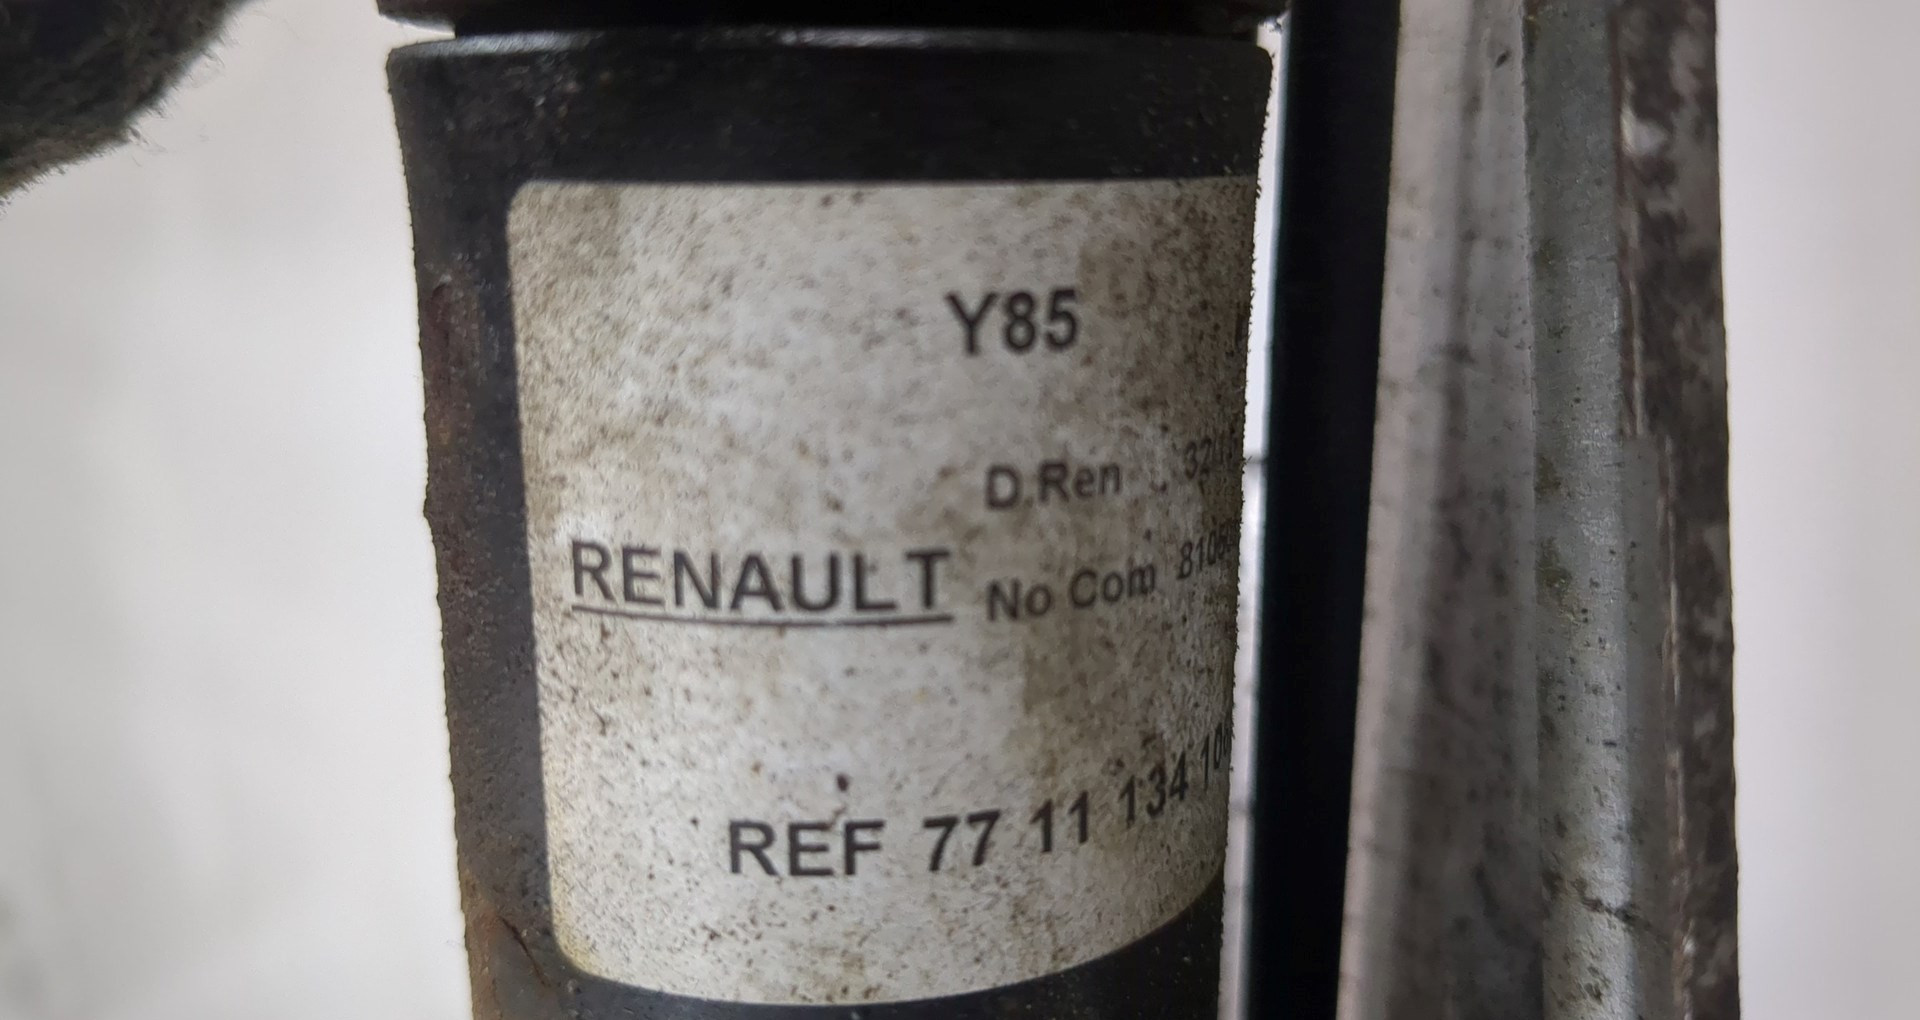 Y85
D.Ren
RENAULT No Com
REF 77 11 134